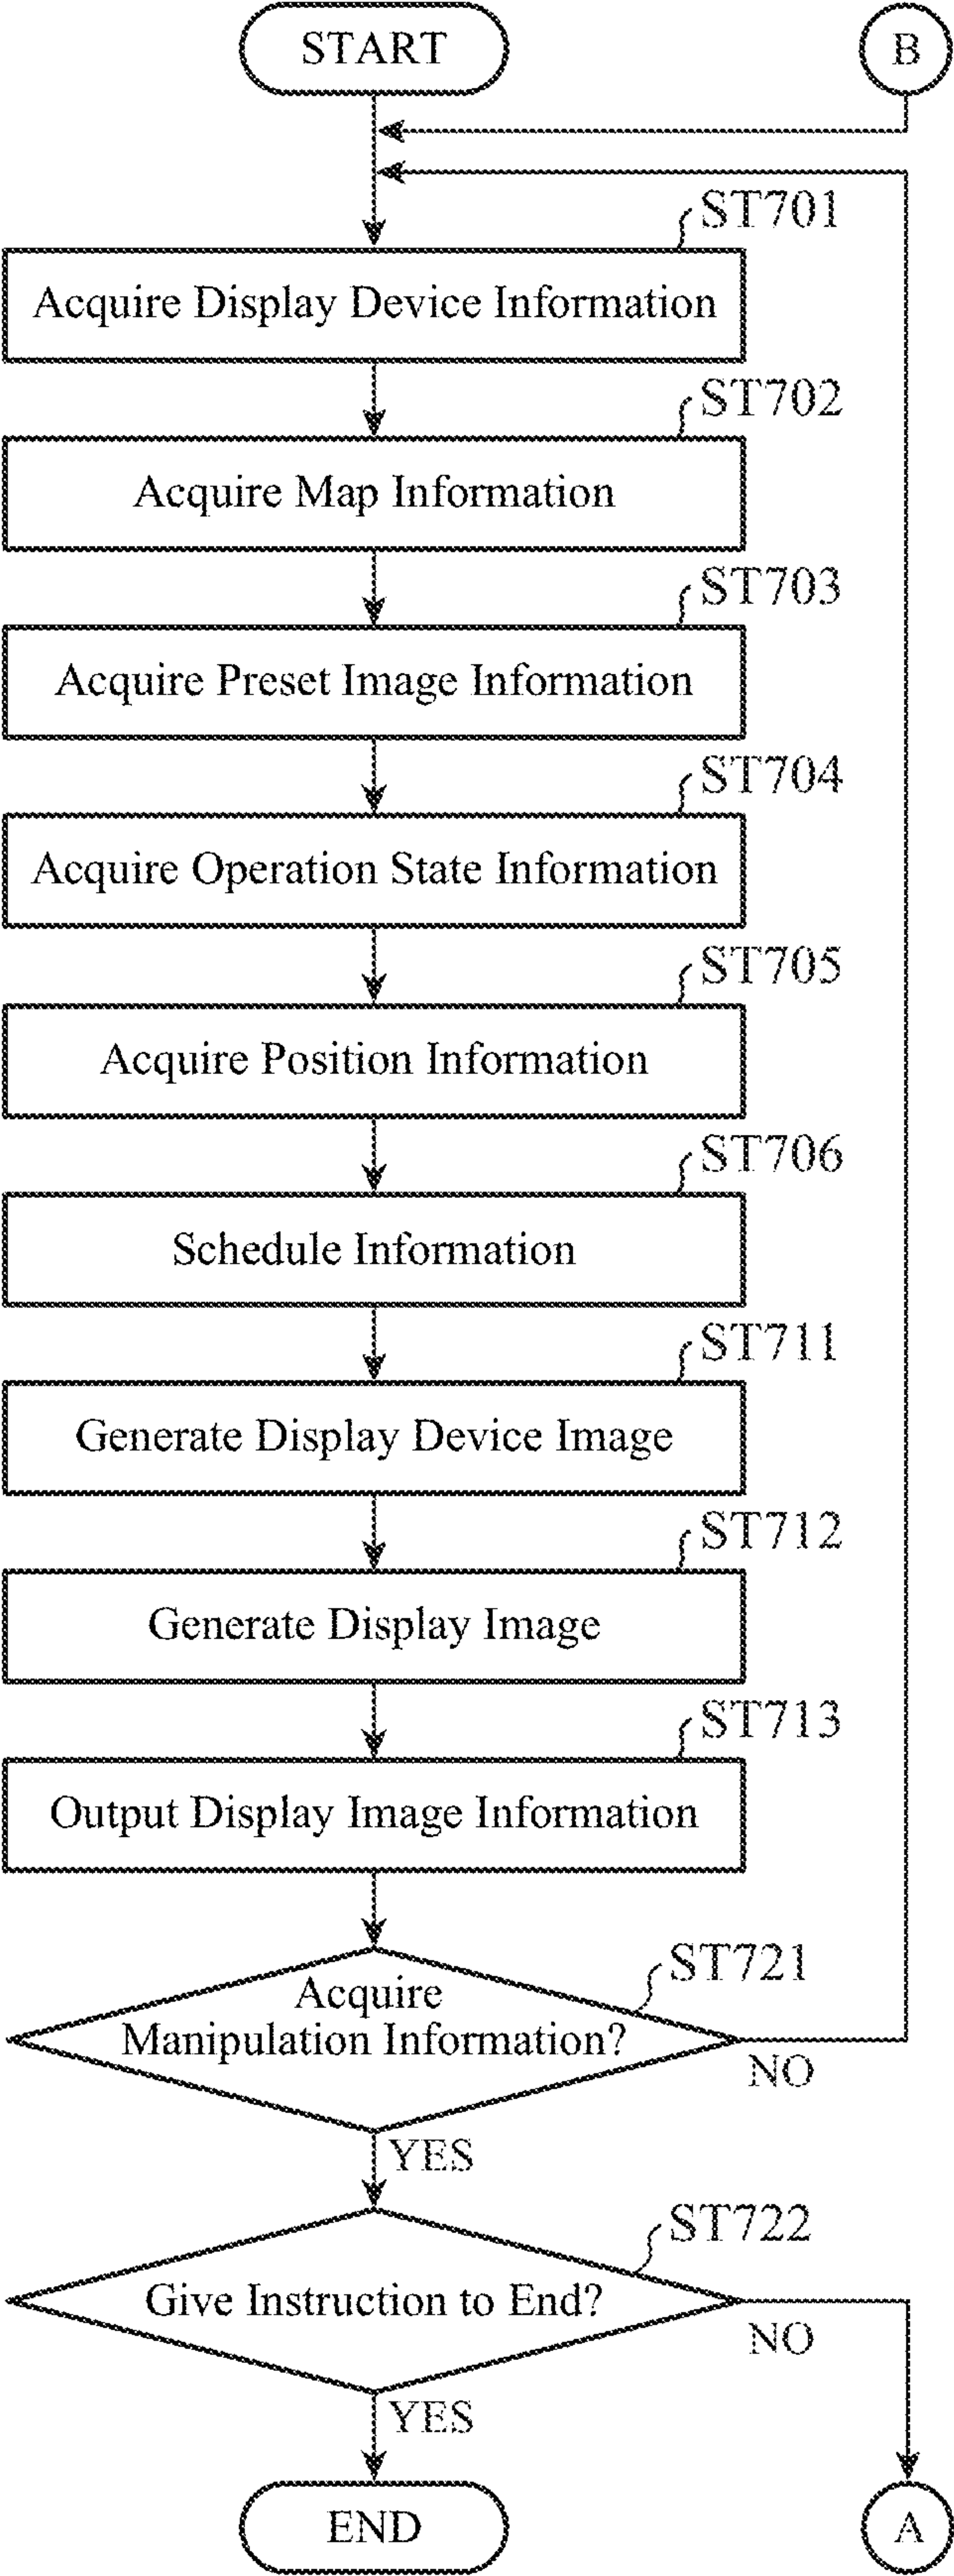 START
B
ST701
Acquire Display Device Information
ST702
Acquire Map Information
ST703
Acquire Preset Image Information
ST704
Acquire Operation State Information
ST705
Acquire Position Information
ST706
Schedule Information
ST711
Generate Display Device Image
ST712
Generate Display Image
ST713
Output Display Image Information
ST721
Acquire
Manipulation Information?
NO
YES
ST722
Give Instruction to End?
NO
YES
END
A